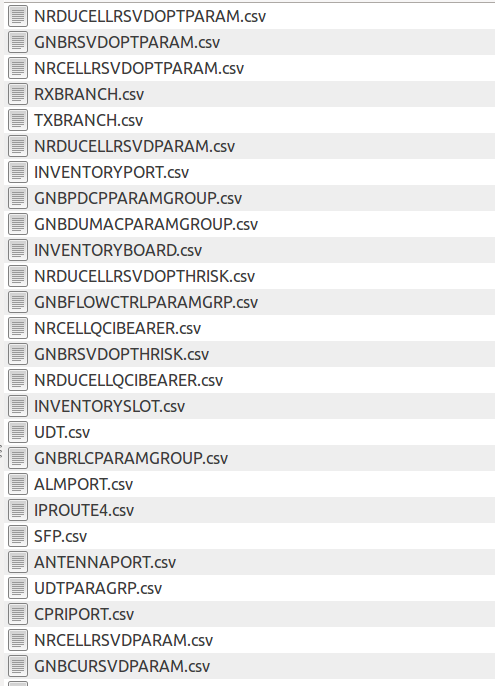 NRDUCELLRSVDOPTPARAM.csv
GNBRSVDOPTPARAM.csv
NRCELLRSVDOPTPARAM.csv
RXBRANCH.csv
TXBRANCH.csv
NRDUCELLRSVDPARAM.csv
INVENTORYPORT.csv
GNBPDCPPARAMGROUP.csv
GNBDUMACPARAMGROUP.csv
INVENTORYBOARD.csv
NRDUCELLRSVDOPTHRISK.csv
GNBFLOWCTRLPARAMGRP.csv
NRCELLQCIBEARER.csv
GNBRSVDOPTHRISK.csv
NRDUCELLQCIBEARER.csv
INVENTORYSLOT.csv
UDT.csv
GNBRLCPARAMGROUP.csv
ALMPORT.csv
IPROUTE4.csv
SFP.csv
ANTENNAPORT.csv
UDTPARAGRP.csv
CPRIPORT.csv
NRCELLRSVDPARAM.csv
GNBCURSVDPARAM.csv